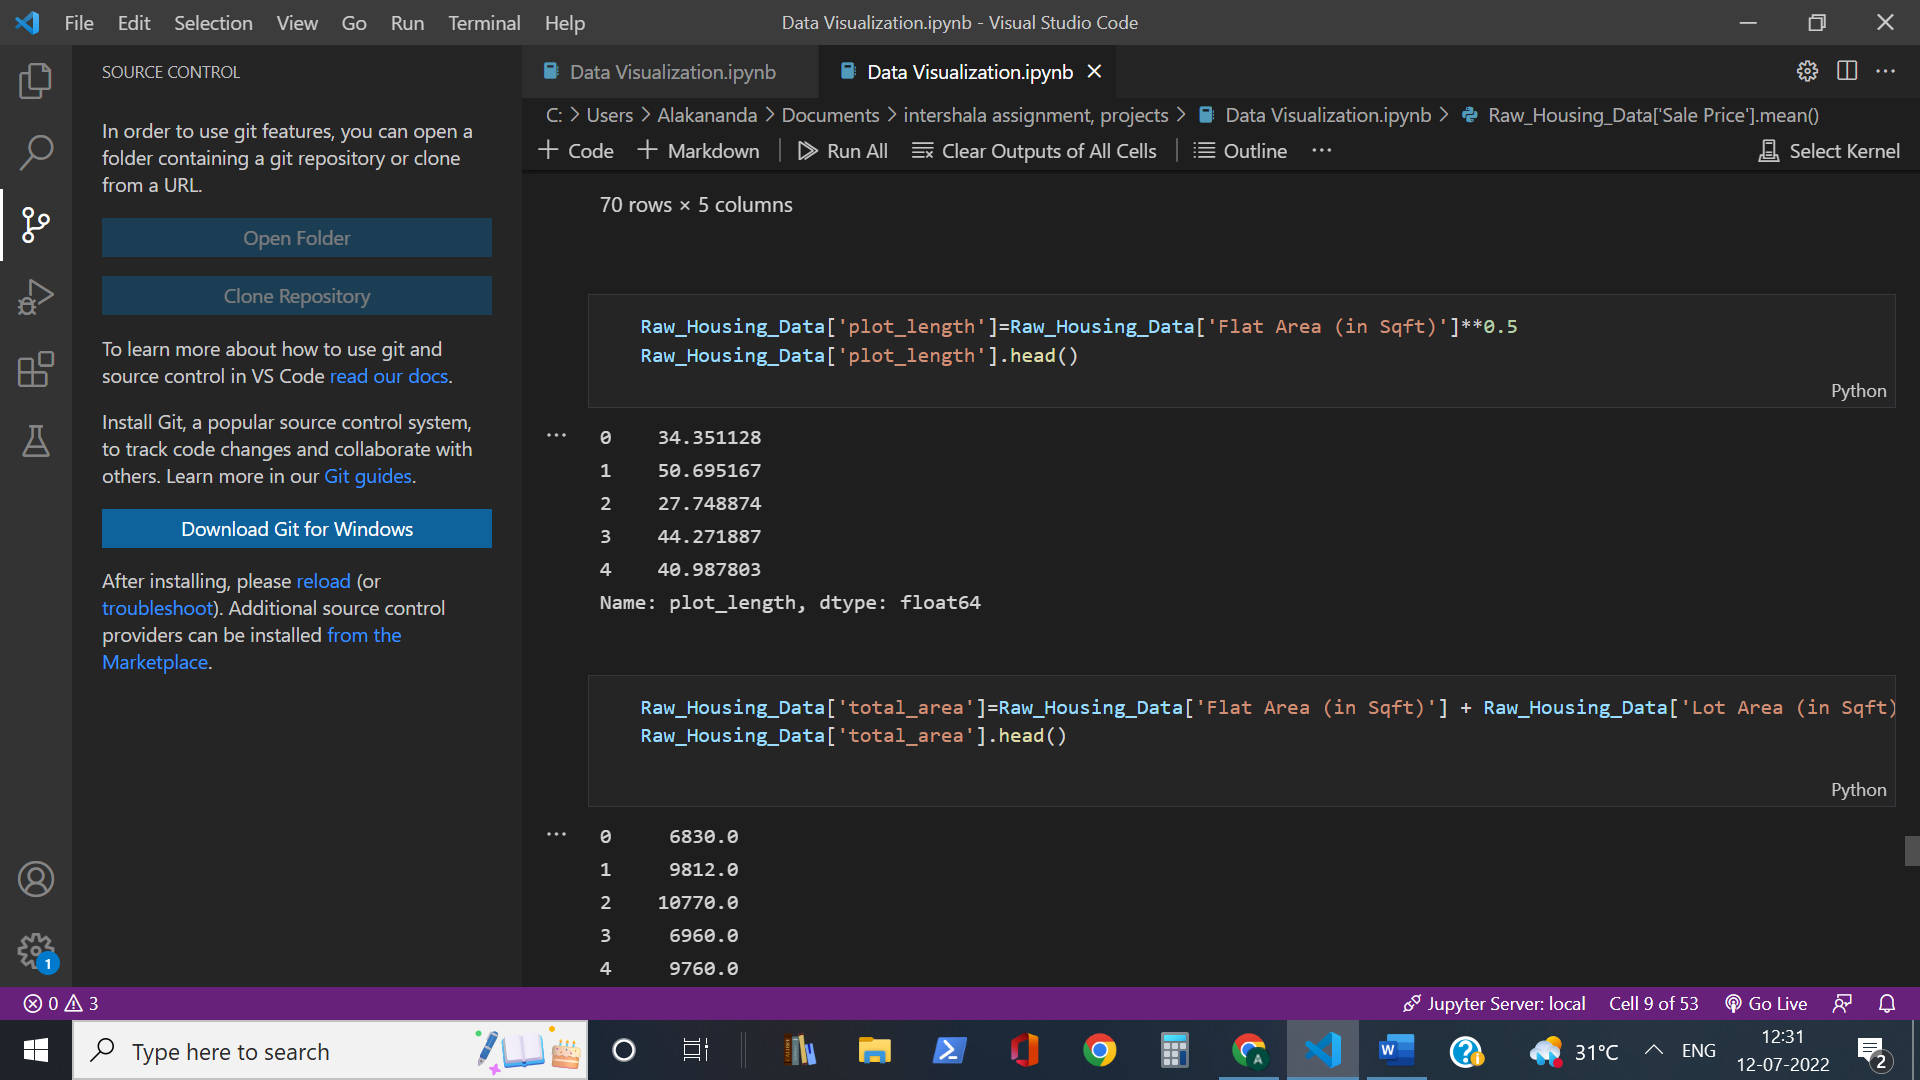 File Edit Selection View Go Run Terminal Help
Data Visualization.ipynb - Visual Studio Code
SOURCE CONTROL
In order to use git features, you can open a
folder containing a git repository or clone
from a URL.
Open Folder
Clone Repository
To learn more about how to use git and
source control in VS Code read our docs.
Install Git, a popular source control system,
to track code changes and collaborate with
others. Learn more in our Git guides.
Download Git for Windows
After installing, please reload (or
troubleshoot). Additional source control
providers can be installed from the
Marketplace.
1
Data Visualization.ipynb
Data Visualization.ipynb
C: > Users > Alakananda > Documents > intershala assignment, projects > Data Visualization.ipynb > Raw_Housing_Data['Sale Price'].mean()
+ Code + Markdown Run All Clear Outputs of All Cells Outline ... Select Kernel
70 rows × 5 columns
Raw_Housing_Data['plot_length']=Raw_Housing_Data['Flat Area (in Sqft)']**0.5
Raw_Housing_Data['plot_length'].head()
Python
0 34.351128
1 50.695167
2 27.748874
3 44.271887
4 40.987803
Name: plot_length, dtype: float64
Raw_Housing_Data['total_area']=Raw_Housing_Data['Flat Area (in Sqft)'] + Raw_Housing_Data['Lot Area (in Sqft)
Raw_Housing_Data['total_area'].head()
Python
0 6830.0
1 9812.0
2 10770.0
3 6960.0
4 9760.0
0 3
Jupyter Server: local Cell 9 of 53 Go Live
Type here to search
31°C ENG
12:31
12-07-2022
2